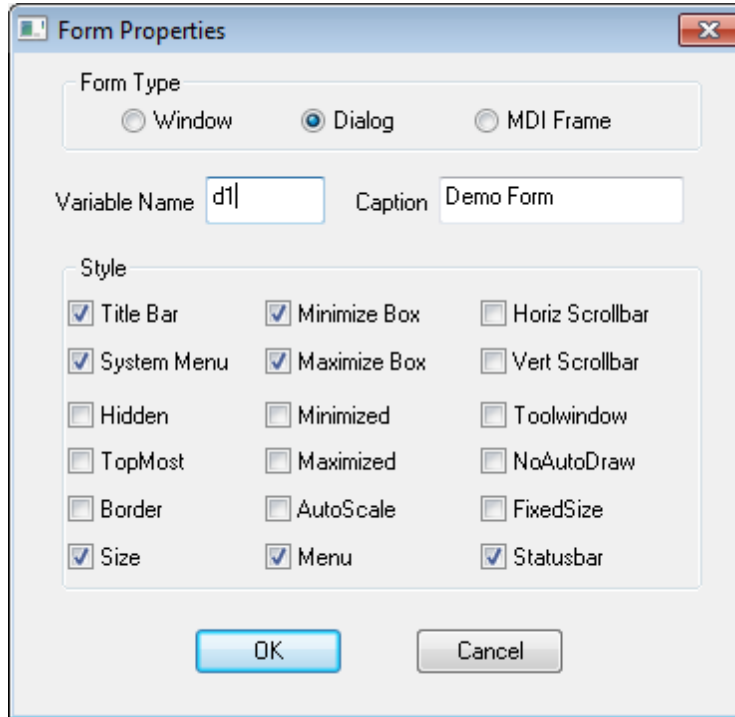 Form Properties
Form Type
Window Dialog MDI Frame
Variable Name d1 Caption Demo Form
Style
Title Bar Minimize Box Horiz Scrollbar
System Menu Maximize Box Vert Scrollbar
Hidden Minimized Toolwindow
TopMost Maximized NoAutoDraw
Border AutoScale FixedSize
Size Menu Statusbar
OK Cancel